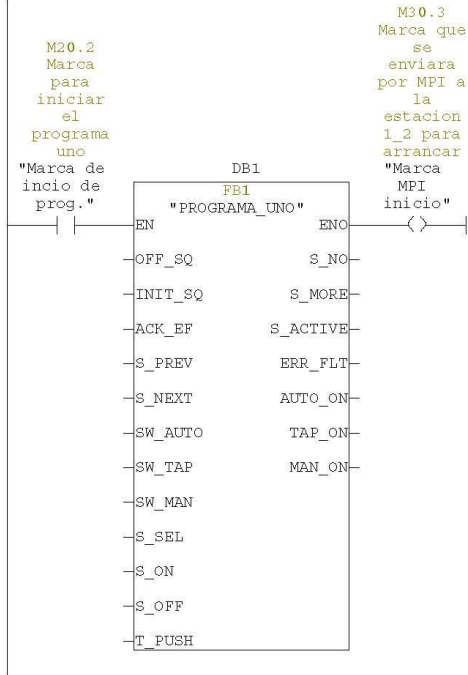 M30.3
Marca que
se
enviara
por MPI a
la
estacion
1_2 para
arrancar
"Marca
MPI
inicio"
M20.2
Marca
para
iniciar
el
programa
uno
"Marca de
incio de
prog."
DB1
FB1
"PROGRAMA_UNO"
EN ENO
OFF_SQ S_NO
INIT_SQ S_MORE
ACK_EF S_ACTIVE
S_PREV ERR_FLT
S_NEXT AUTO_ON
SW_AUTO TAP_ON
SW_TAP MAN_ON
SW_MAN
S_SEL
S_ON
S_OFF
T_PUSH